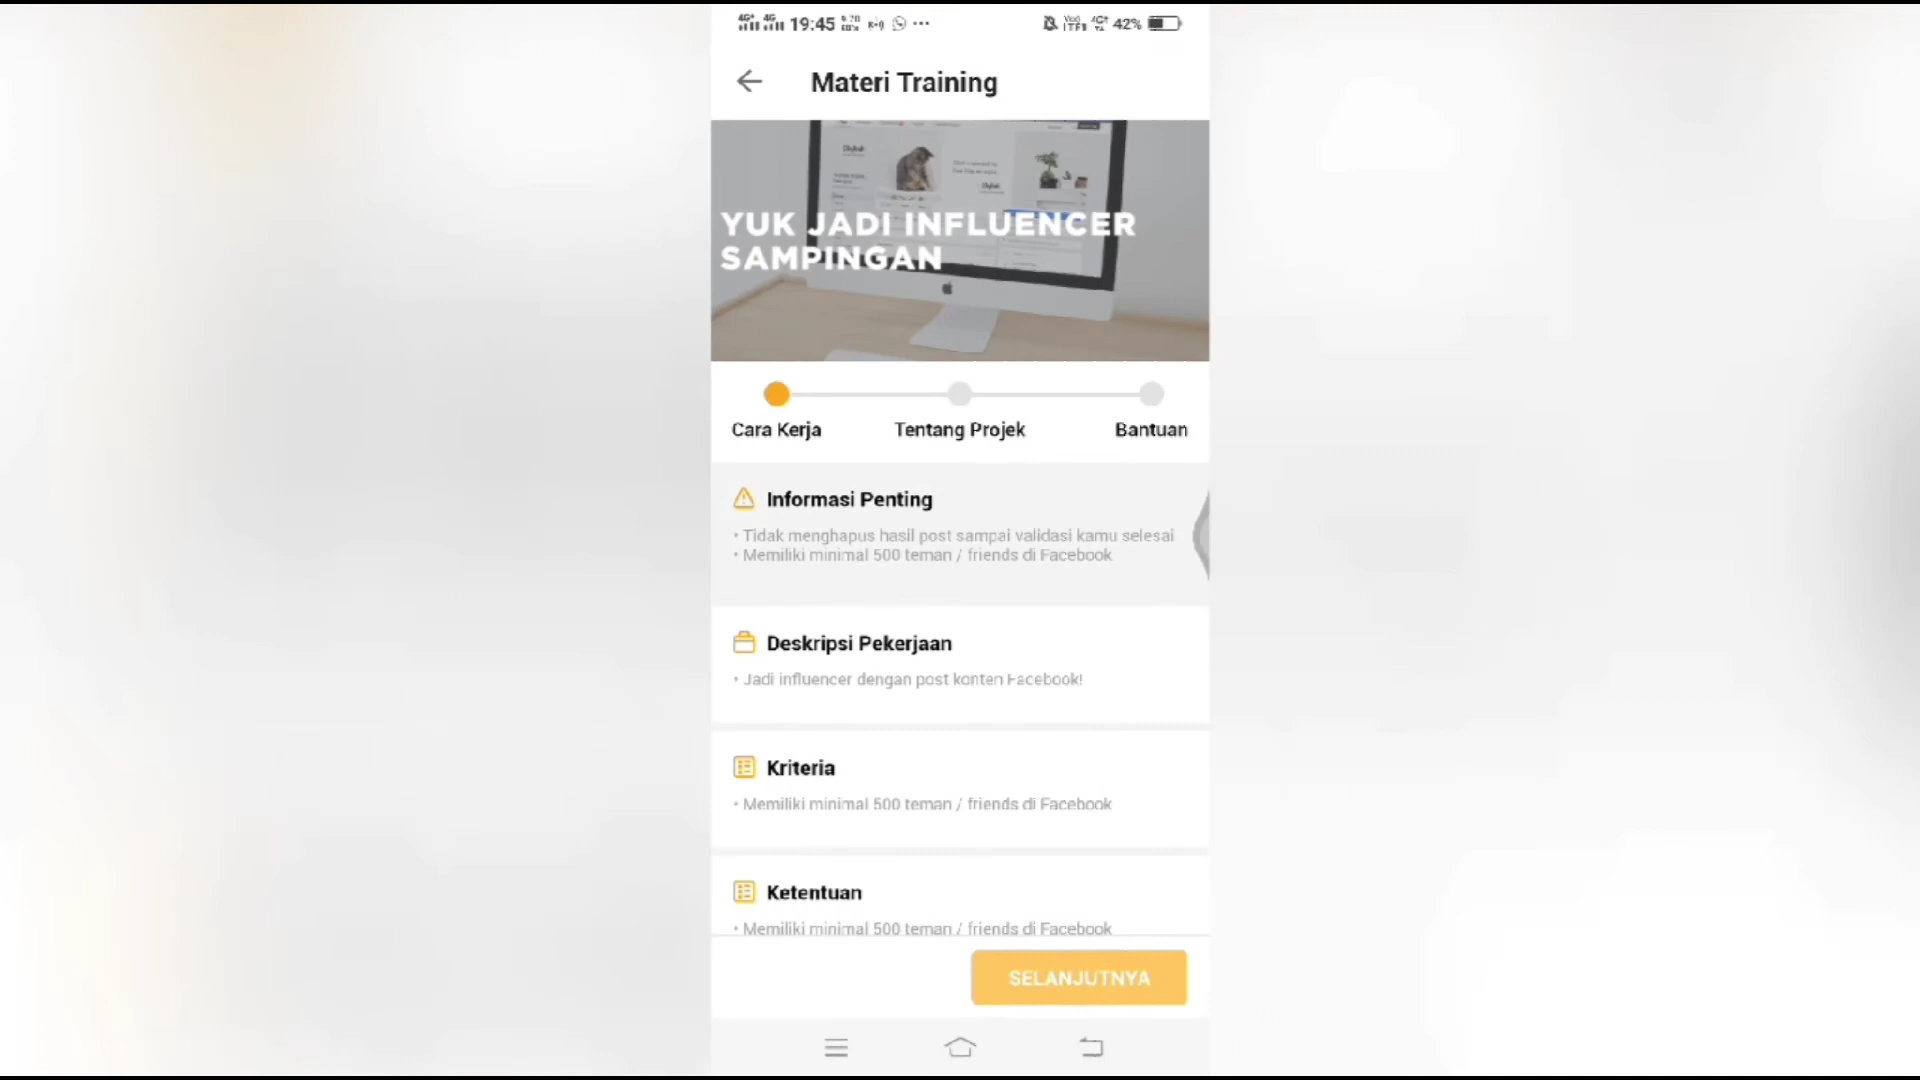 19:45
42%
Materi Training
YUK JADI INFLUENCER
SAMPINGAN
Cara Kerja
Tentang Projek
Bantuan
Informasi Penting
• Tidak menghapus hasil post sampai validasi kamu selesai
• Memiliki minimal 500 teman / friends di Facebook
Deskripsi Pekerjaan
• Jadi influencer dengan post konten Facebook!
Kriteria
• Memiliki minimal 500 teman / friends di Facebook
Ketentuan
• Memiliki minimal 500 teman / friends di Facebook
SELANJUTNYA